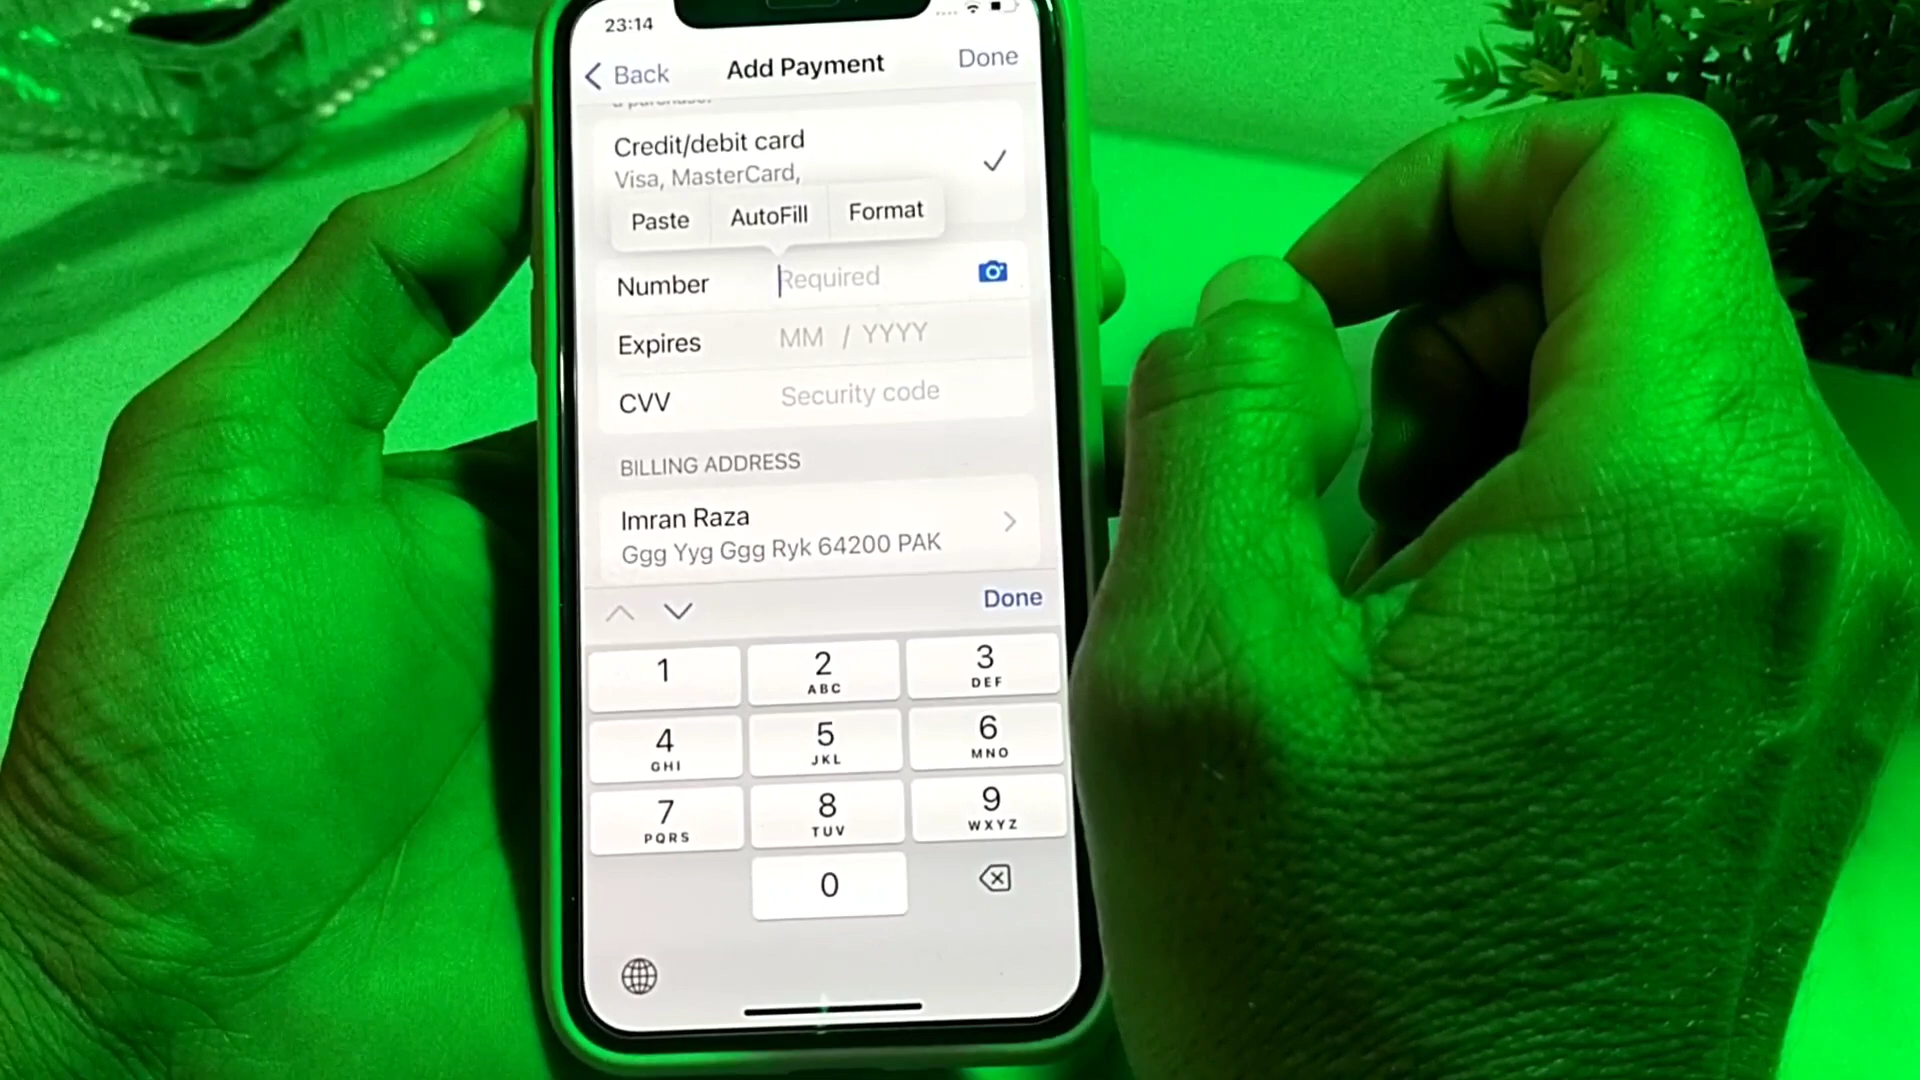 23:14
Back Add Payment Done
a purchase.
Credit/debit card
Visa, MasterCard,
Paste AutoFill Format
Number Required
Expires MM / YYYY
CVV Security code
BILLING ADDRESS
Imran Raza
Ggg Yyg Ggg Ryk 64200 PAK
Done
1 2 3
ABC DEF
4 5 6
GHI JKL MNO
7 8 9
PQRS TUV WXYZ
0